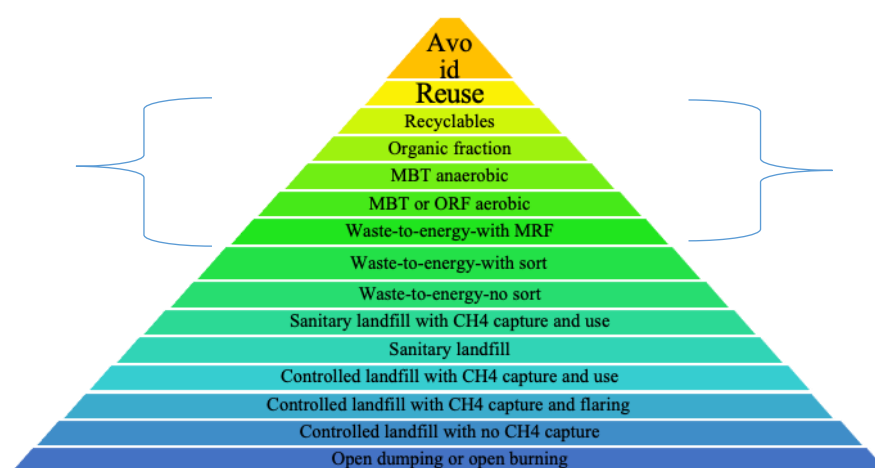 Avo
id
Reuse
Recyclables
Organic fraction
MBT anaerobic
MBT or ORF aerobic
Waste-to-energy-with MRF
Waste-to-energy-with sort
Waste-to-energy-no sort
Sanitary landfill with CH4 capture and use
Sanitary landfill
Controlled landfill with CH4 capture and use
Controlled landfill with CH4 capture and flaring
Controlled landfill with no CH4 capture
Open dumping or open burning